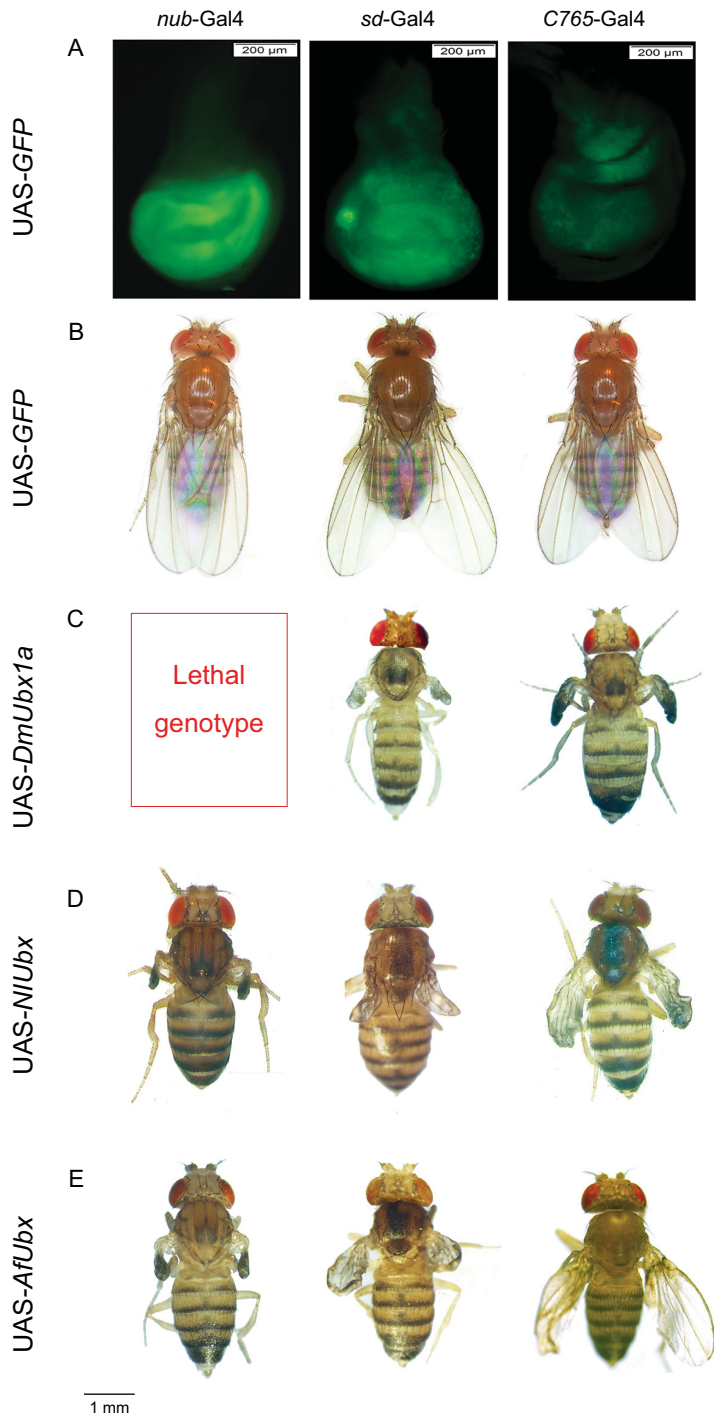 nub-Gal4 sd-Gal4 C765-Gal4
A
200 µm 200 µm 200 µm
UAS-GFP
B
UAS-GFP
C
Lethal
genotype
UAS-DmUbx1a
D
UAS-NlUbx
E
UAS-AfUbx
1 mm